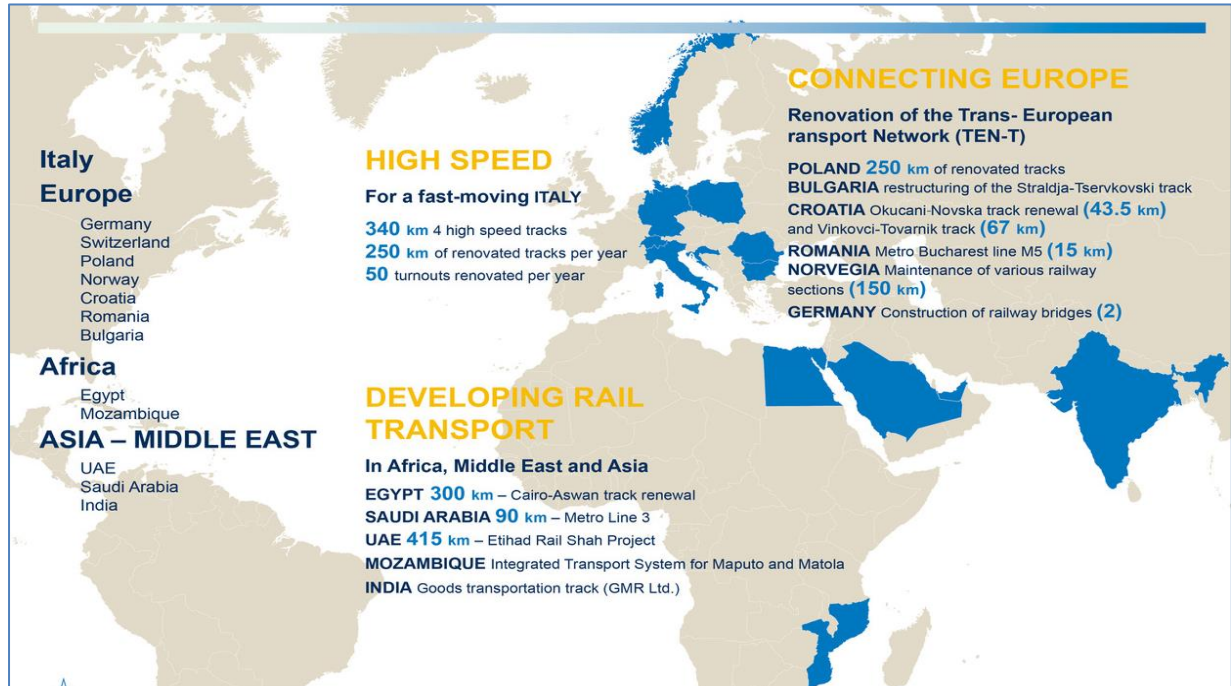 Italy
Europe
Germany
Switzerland
Poland
Norway
Croatia
Romania
Bulgaria
Africa
Egypt
Mozambique
ASIA – MIDDLE EAST
UAE
Saudi Arabia
India
HIGH SPEED
For a fast-moving ITALY
340 km 4 high speed tracks
250 km of renovated tracks per year
50 turnouts renovated per year
DEVELOPING RAIL
TRANSPORT
In Africa, Middle East and Asia
EGYPT 300 km – Cairo-Aswan track renewal
SAUDI ARABIA 90 km – Metro Line 3
UAE 415 km – Etihad Rail Shah Project
MOZAMBIQUE Integrated Transport System for Maputo and Matola
INDIA Goods transportation track (GMR Ltd.)
CONNECTING EUROPE
Renovation of the Trans- European
ransport Network (TEN-T)
POLAND 250 km of renovated tracks
BULGARIA restructuring of the Straldja-Tservkovski track
CROATIA Okucani-Novska track renewal (43.5 km)
and Vinkovci-Tovarnik track (67 km)
ROMANIA Metro Bucharest line M5 (15 km)
NORVEGIA Maintenance of various railway
sections (150 km)
GERMANY Construction of railway bridges (2)